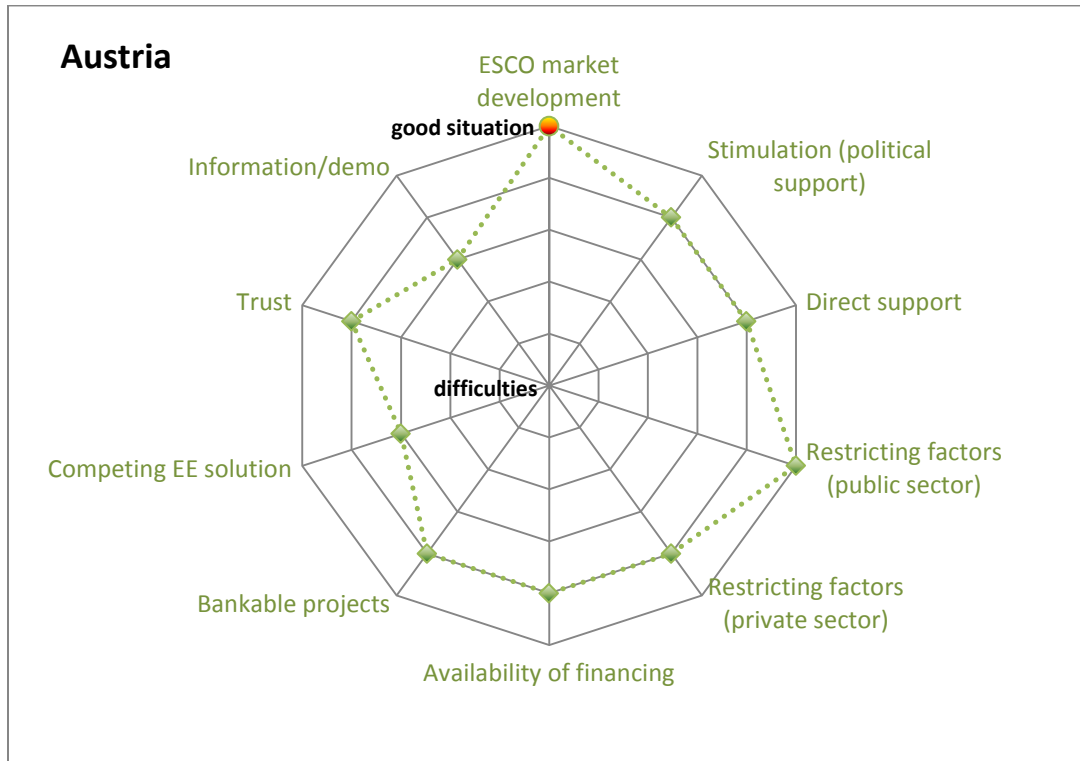 Austria
ESCO market
development
good situation
Stimulation (political
support)
Information/demo
Trust
Direct support
difficulties
Competing EE solution
Restricting factors
(public sector)
Bankable projects
Restricting factors
(private sector)
Availability of financing